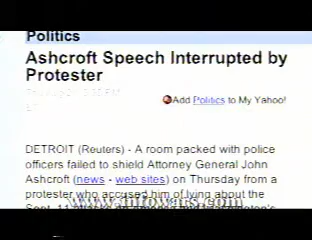 Politics
Ashcroft Speech Interrupted by
Protester
Add Politics to My Yahoo!
DETROIT (Reuters) - A room packed with police
officers failed to shield Attorney General John
Ashcroft (news - web sites) on Thursday from a
protester who accused him of lying about the
www.infowars.com
Sept. 11